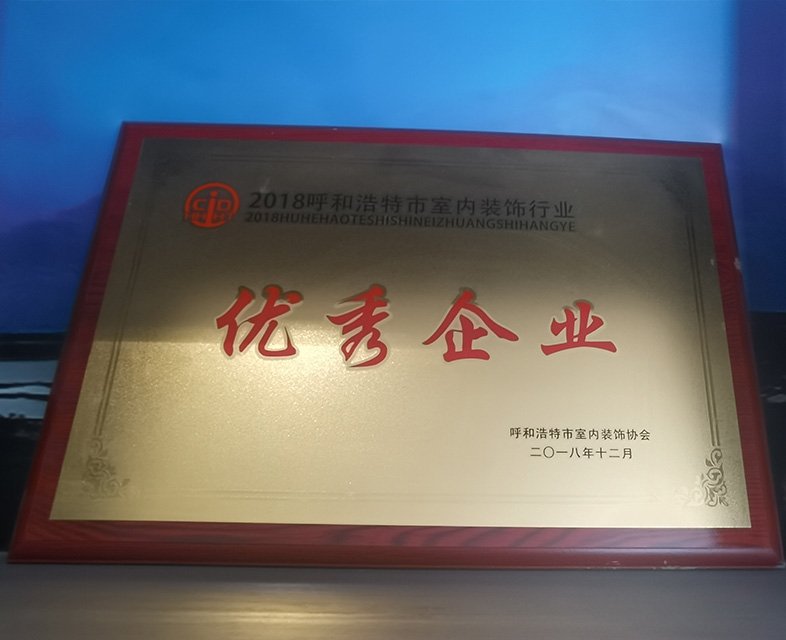 CJD
2018呼和浩特市室内装饰行业
2018HUHEHAOTESHISHINEIZHUANGSHIHANGYE
优秀企业
呼和浩特市室内装饰协会
二〇一八年十二月